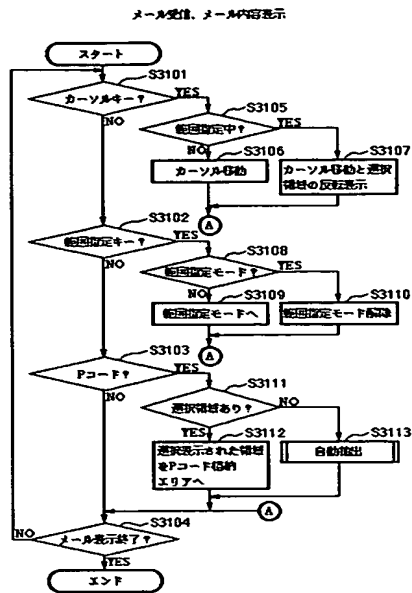 メール受信、メール内容表示
スタート
S3101
カーソルキー?
YES
NO
S3105
範囲指定中?
YES
NO
S3106
カーソル移動
S3107
カーソル移動と選択
領域の反転表示
A
S3102
範囲指定キー?
YES
NO
S3108
範囲指定モード?
YES
NO
S3109
範囲指定モードへ
S3110
範囲指定モード解除
A
S3103
Pコード?
YES
NO
S3111
選択領域あり?
NO
YES
S3112
選択表示された領域
をPコード格納
エリアへ
S3113
自動抽出
A
S3104
メール表示終了?
NO
YES
エンド